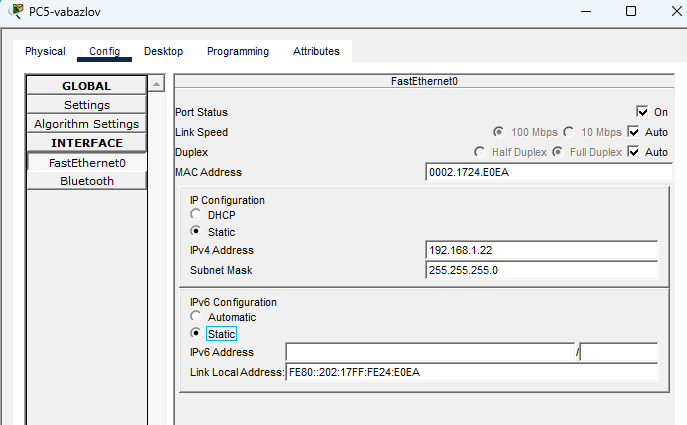 PC5-vabazlov
Physical Config Desktop Programming Attributes
GLOBAL
Settings
Algorithm Settings
INTERFACE
FastEthernet0
Bluetooth
FastEthernet0
Port Status On
Link Speed 100 Mbps 10 Mbps Auto
Duplex Half Duplex Full Duplex Auto
MAC Address 0002.1724.E0EA
IP Configuration
DHCP
Static
IPv4 Address 192.168.1.22
Subnet Mask 255.255.255.0
IPv6 Configuration
Automatic
Static
IPv6 Address /
Link Local Address: FE80::202:17FF:FE24:E0EA